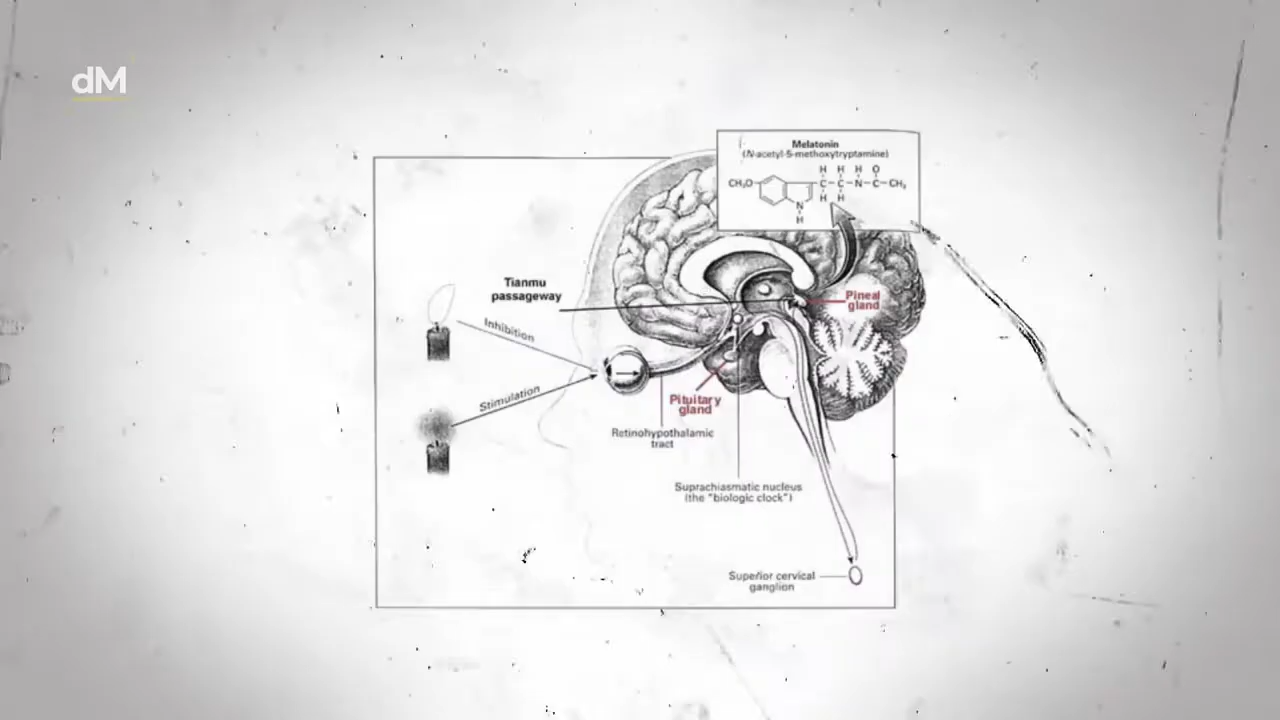 dM
Melatonin
(N-acetyl-5-methoxytryptamine)
H H H O
CH₃O C-C-N-C-CH₃
N H H
H
Tianmu
passageway
Pineal
gland
Inhibition
Stimulation
Pituitary
gland
Retinohypothalamic
tract
Suprachiasmatic nucleus
(the "biologic clock")
Superior cervical
ganglion